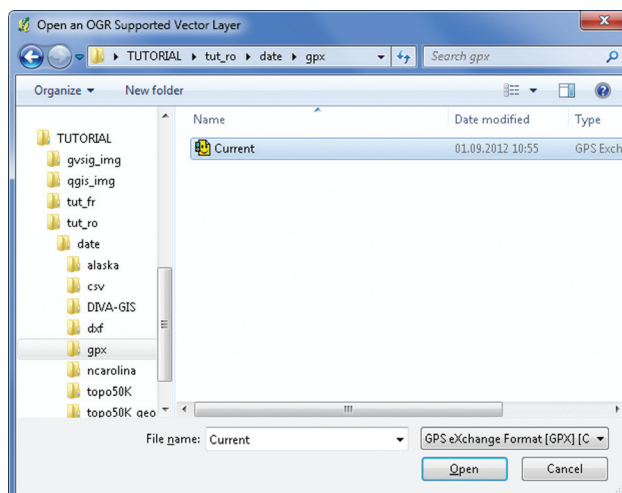 Open an OGR Supported Vector Layer
TUTORIAL ▸ tut_ro ▸ date ▸ gpx
Search gpx
Organize
New folder
Name
Date modified
Type
TUTORIAL
gvsig_img
qgis_img
tut_fr
tut_ro
date
alaska
csv
DIVA-GIS
dxf
gpx
ncarolina
topo50K
topo50K_geo
Current
01.09.2012 10:55
GPS Exch
File name:
Current
GPS eXchange Format [GPX] [C
Open
Cancel